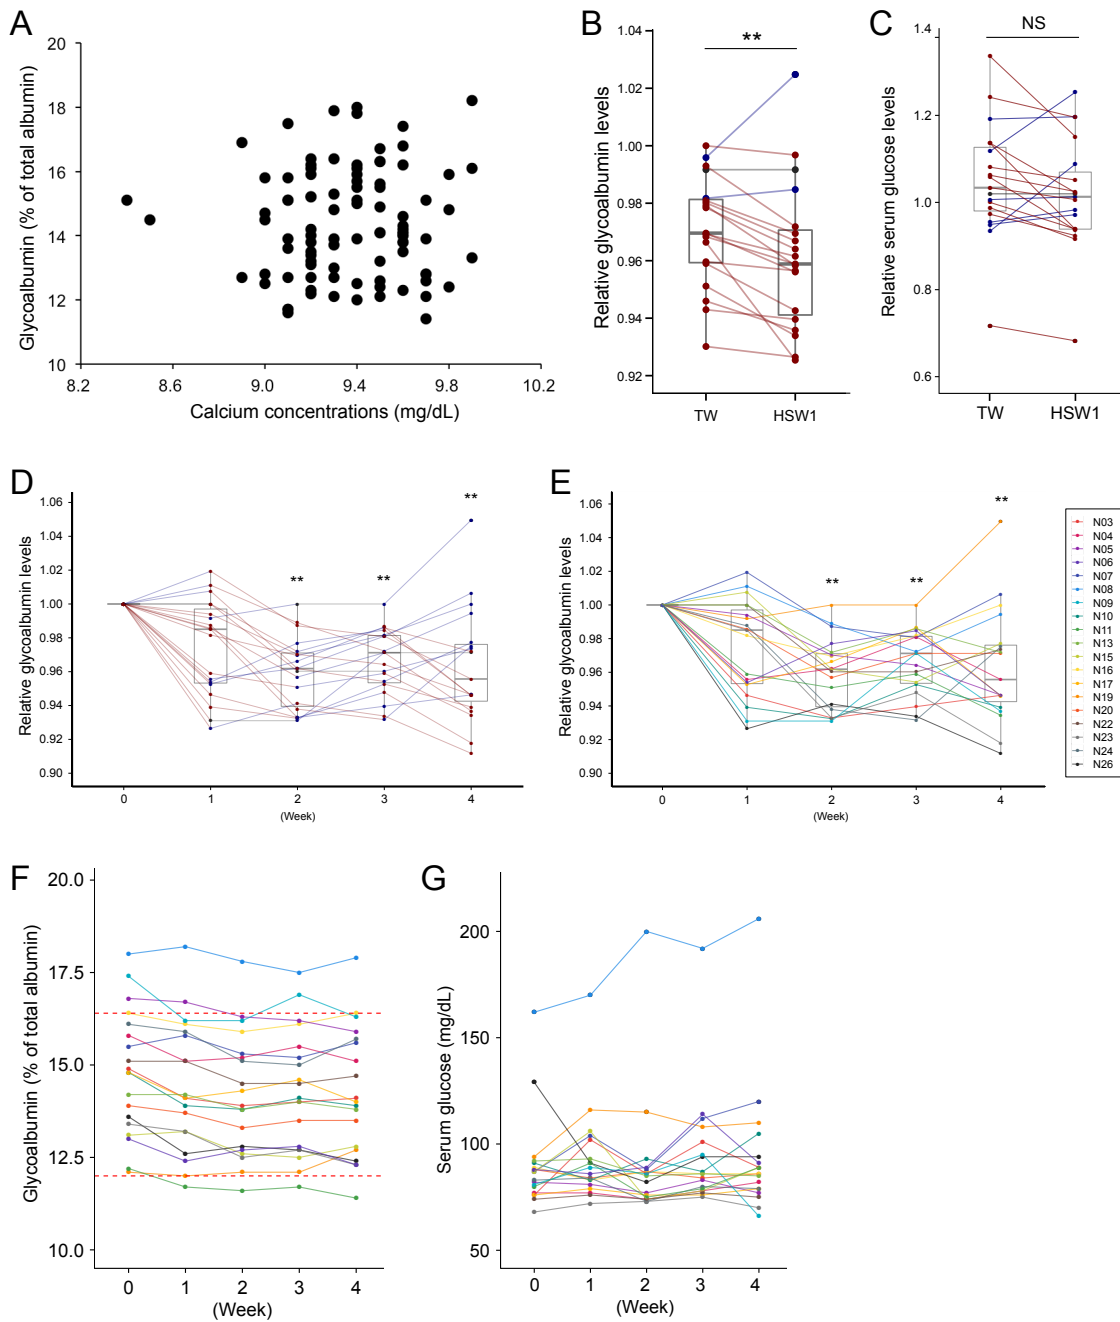 A
Glycoalbumin (% of total albumin)
20
18
16
14
12
10
8.2
8.6
9.0
9.4
9.8
10.2
Calcium concentrations (mg/dL)
B
Relative glycoalbumin levels
1.04
1.02
1.00
0.98
0.96
0.94
0.92
**
TW
HSW1
C
Relative serum glucose levels
1.4
1.2
1.0
0.8
0.6
NS
TW
HSW1
D
Relative glycoalbumin levels
1.06
1.04
1.02
1.00
0.98
0.96
0.94
0.92
0.90
**
**
**
0
1
2
3
4
(Week)
E
Relative glycoalbumin levels
1.06
1.04
1.02
1.00
0.98
0.96
0.94
0.92
0.90
**
**
**
0
1
2
3
4
(Week)
N03
N04
N05
N06
N07
N08
N09
N10
N11
N13
N15
N16
N17
N19
N20
N22
N23
N24
N26
F
Glycoalbumin (% of total albumin)
20.0
17.5
15.0
12.5
10.0
0
1
2
3
4
(Week)
G
Serum glucose (mg/dL)
200
150
100
50
0
1
2
3
4
(Week)